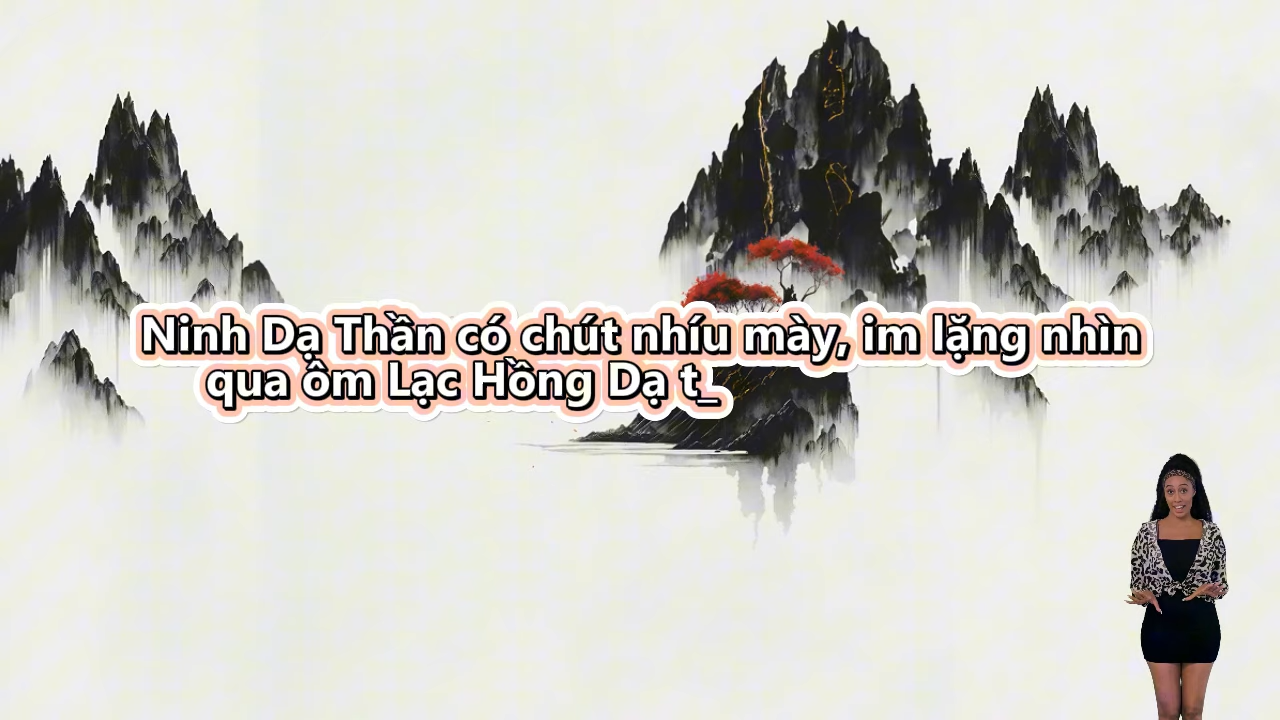 Ninh Dạ Thần có chút nhíu mày, im lặng nhìn
qua ôm Lạc Hồng Dạ t_